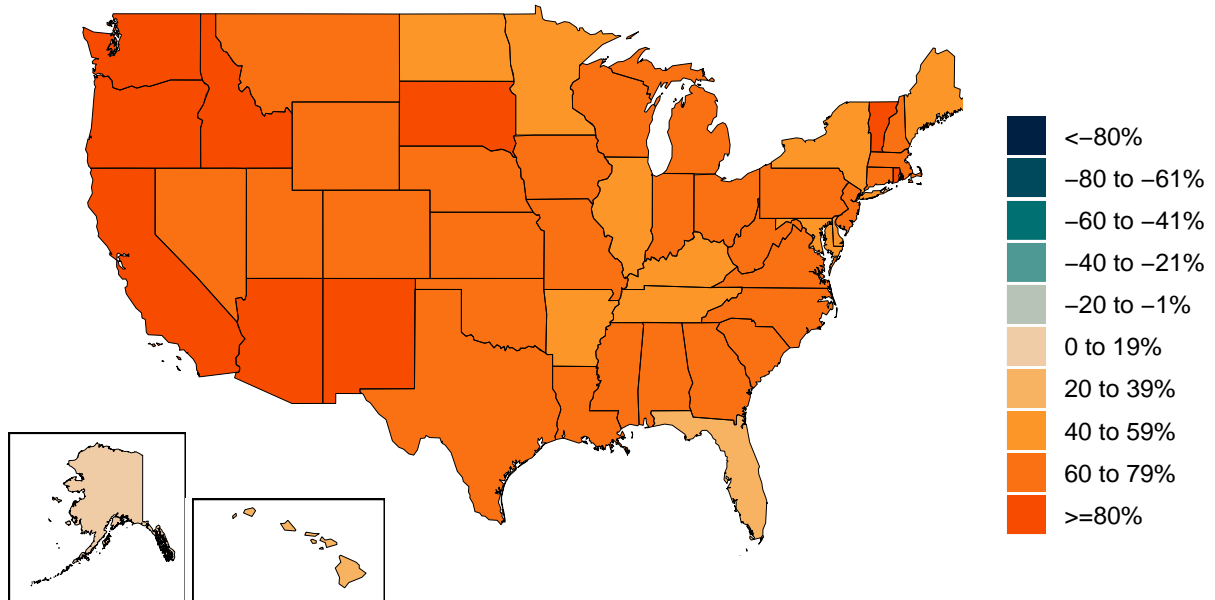 <−80%
−80 to −61%
−60 to −41%
−40 to −21%
−20 to −1%
0 to 19%
20 to 39%
40 to 59%
60 to 79%
>=80%